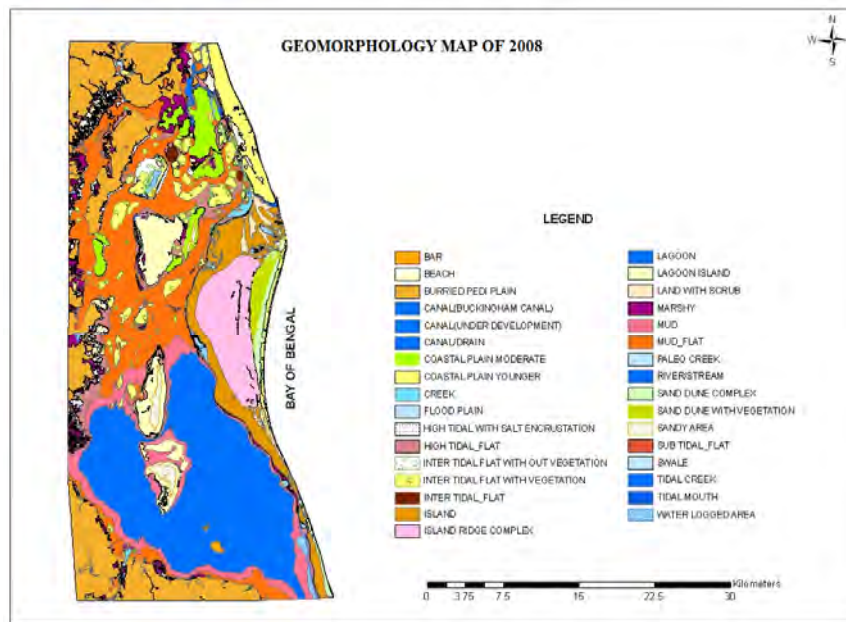 GEOMORPHOLOGY MAP OF 2008
N
W
E
S
BAY OF BENGAL
LEGEND
BAR
BEACH
BURRIED PEDI PLAIN
CANAL(BUCKINGHAM CANAL)
CANAL(UNDER DEVELOPMENT)
CANAL/DRAIN
COASTAL PLAIN MODERATE
COASTAL PLAIN YOUNGER
CREEK
FLOOD PLAIN
HIGH TIDAL WITH SALT ENCRUSTATION
HIGH TIDAL_FLAT
INTER TIDAL FLAT WITH OUT VEGETATION
INTER TIDAL FLAT WITH VEGETATION
INTER TIDAL_FLAT
ISLAND
ISLAND RIDGE COMPLEX
LAGOON
LAGOON ISLAND
LAND WITH SCRUB
MARSHY
MUD
MUD_FLAT
PALEO CREEK
RIVER/STREAM
SAND DUNE COMPLEX
SAND DUNE WITH VEGETATION
SANDY AREA
SUB TIDAL_FLAT
SWALE
TIDAL CREEK
TIDAL MOUTH
WATER LOGGED AREA
Kilometers
0 3.75 7.5 15 22.5 30